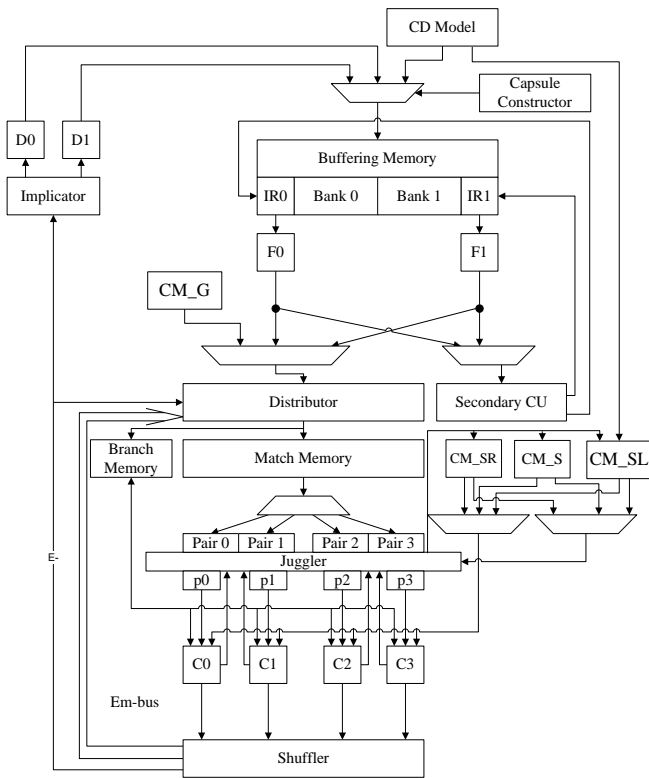 CD Model
Capsule
Constructor
D0
D1
Buffering Memory
Implicator
IR0
Bank 0
Bank 1
IR1
F0
F1
CM_G
Distributor
Secondary CU
Branch
Memory
Match Memory
CM_SR
CM_S
CM_SL
Pair 0
Pair 1
Pair 2
Pair 3
Juggler
E-
p0
p1
p2
p3
C0
C1
C2
C3
Em-bus
Shuffler